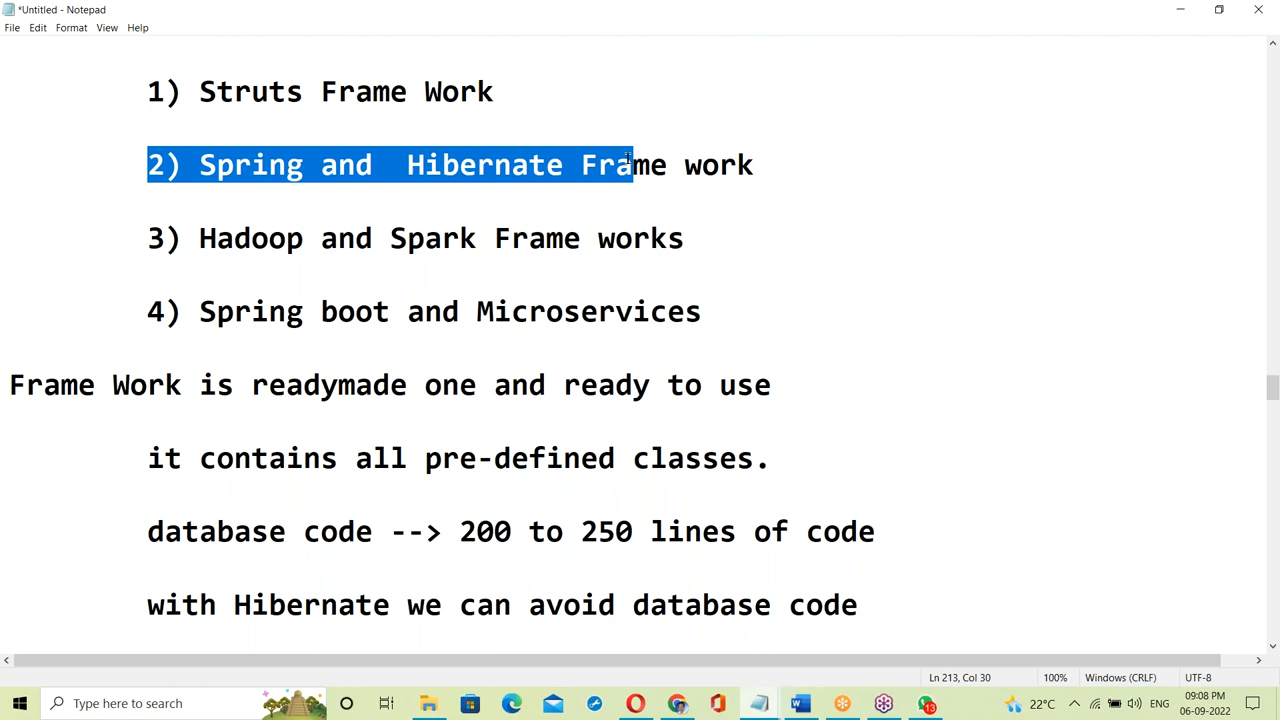 *Untitled - Notepad
File Edit Format View Help
1) Struts Frame Work
2) Spring and  Hibernate Frame work
3) Hadoop and Spark Frame works
4) Spring boot and Microservices
Frame Work is readymade one and ready to use
it contains all pre-defined classes.
database code --> 200 to 250 lines of code
with Hibernate we can avoid database code
Ln 213, Col 30 100% Windows (CRLF) UTF-8
Type here to search 13 22°C ENG 09:08 PM
06-09-2022